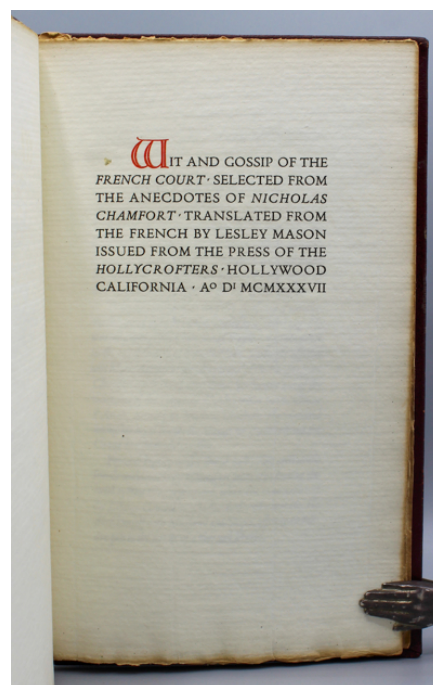 WIT AND GOSSIP OF THE
FRENCH COURT · SELECTED FROM
THE ANECDOTES OF NICHOLAS
CHAMFORT · TRANSLATED FROM
THE FRENCH BY LESLEY MASON
ISSUED FROM THE PRESS OF THE
HOLLYCROFTERS · HOLLYWOOD
CALIFORNIA · Aº Dⁱ MCMXXXVII